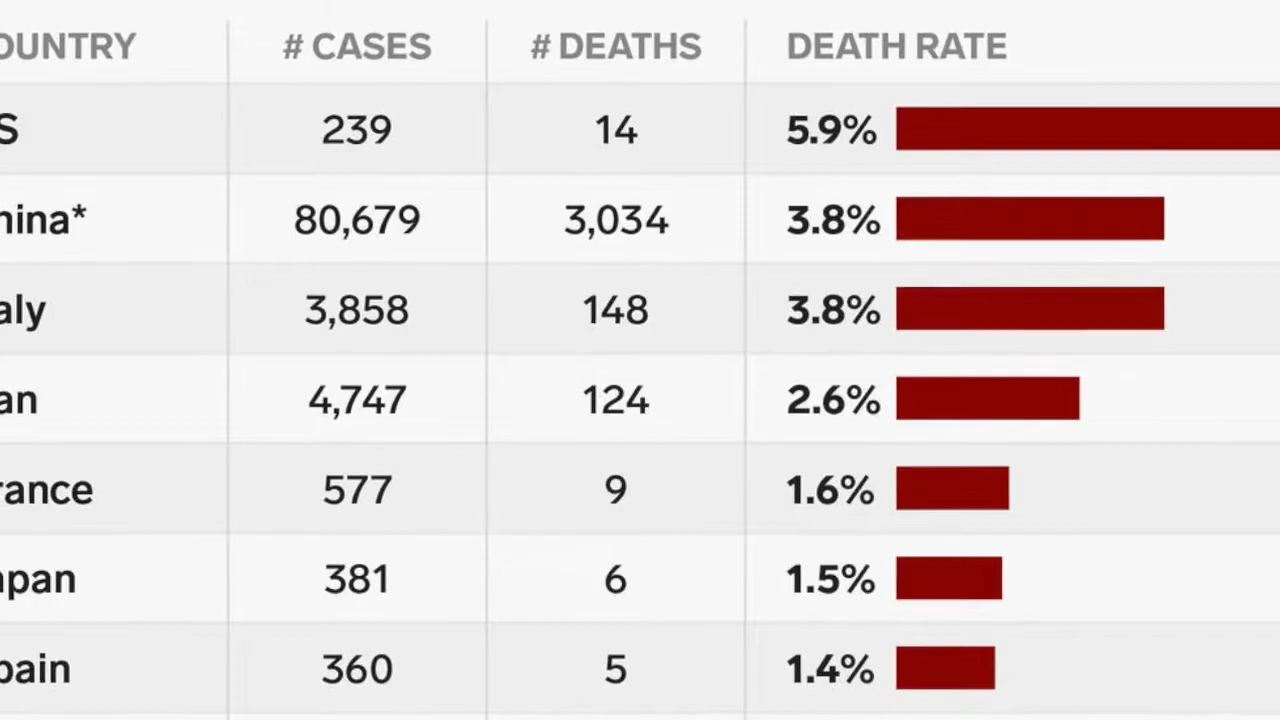 OUNTRY # CASES # DEATHS DEATH RATE
S 239 14 5.9%
hina* 80,679 3,034 3.8%
aly 3,858 148 3.8%
an 4,747 124 2.6%
rance 577 9 1.6%
apan 381 6 1.5%
pain 360 5 1.4%